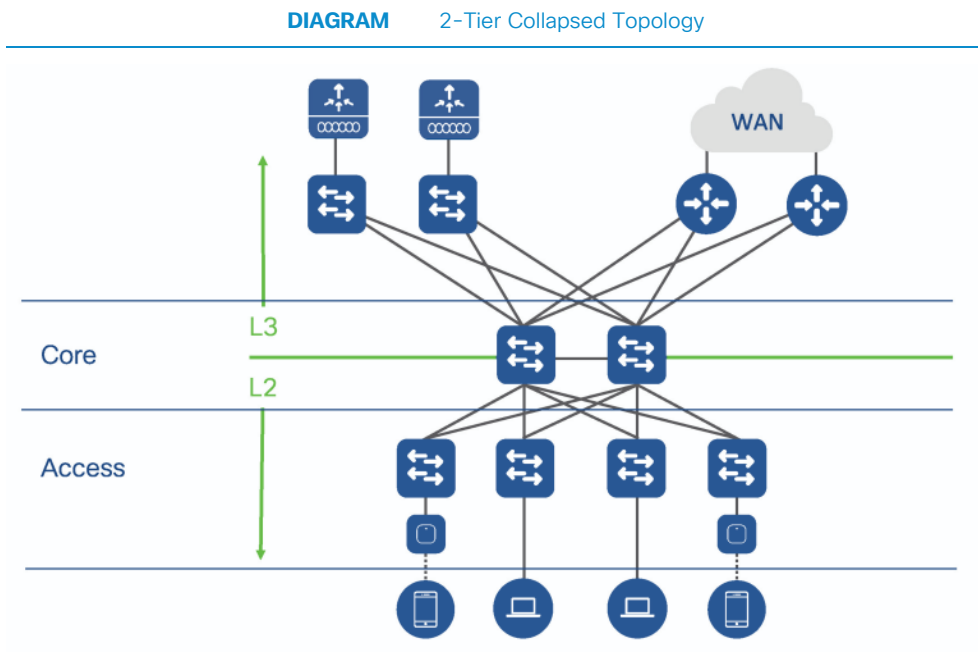 DIAGRAM 2-Tier Collapsed Topology
WAN
L3
Core
L2
Access